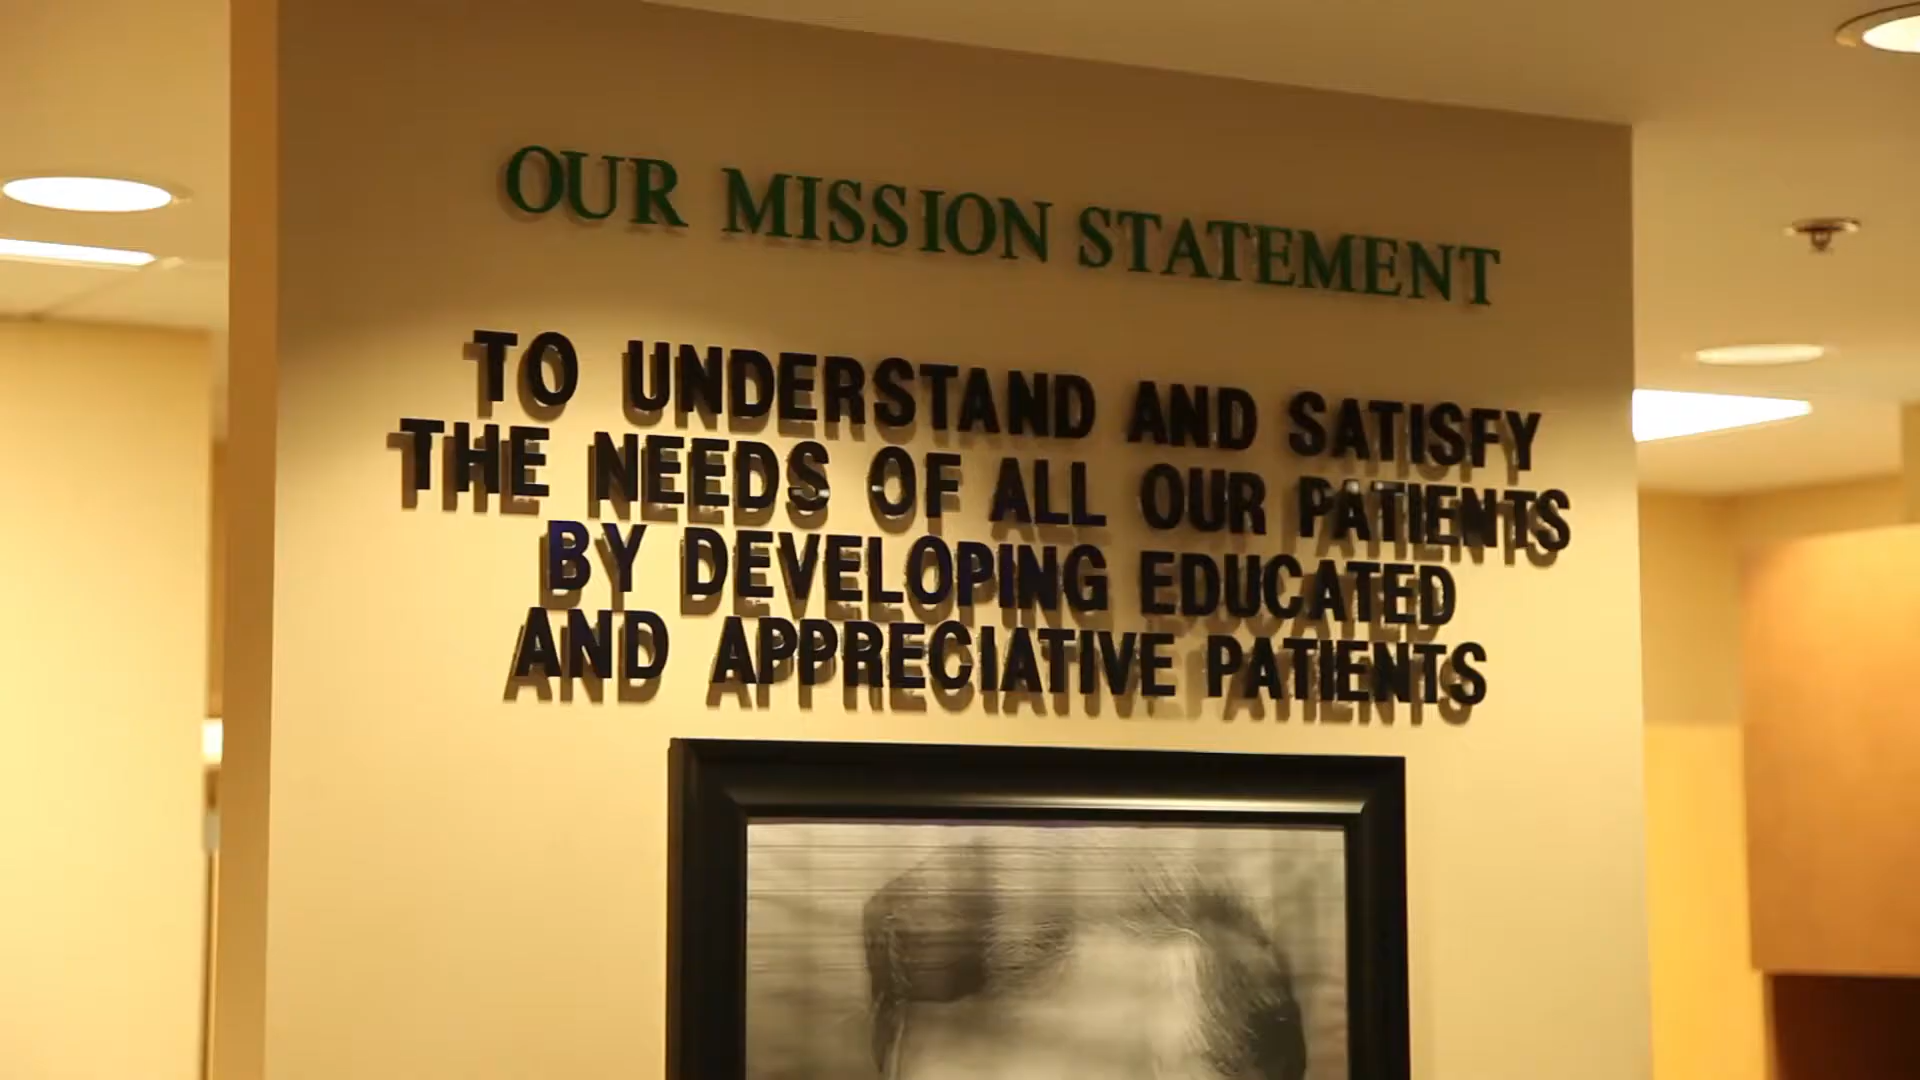 OUR MISSION STATEMENT
TO UNDERSTAND AND SATISFY
THE NEEDS OF ALL OUR PATIENTS
BY DEVELOPING EDUCATED
AND APPRECIATIVE PATIENTS